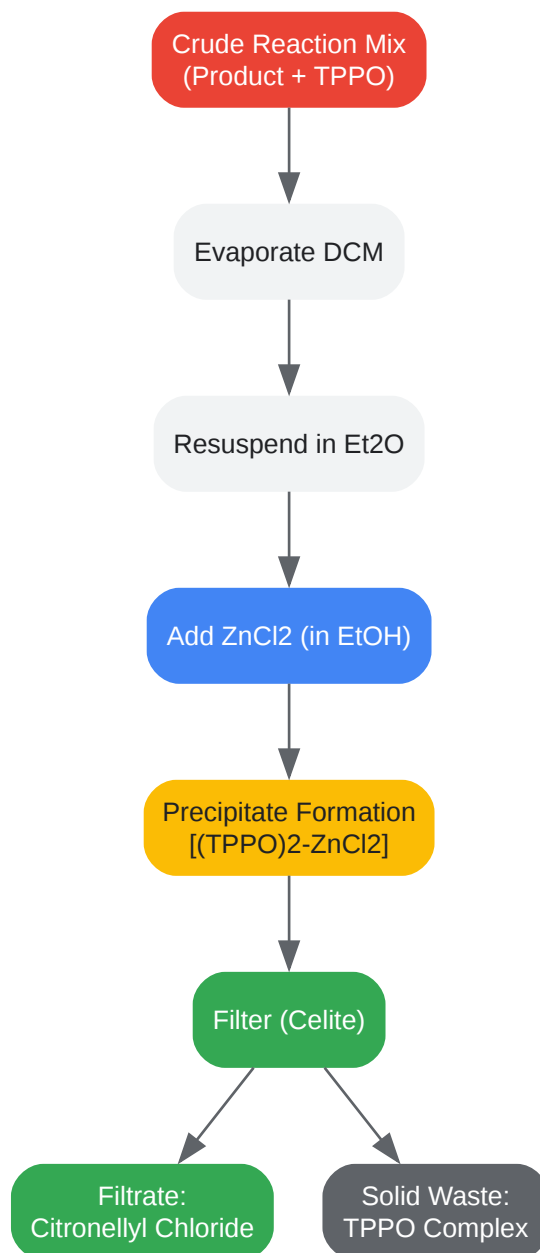 Crude Reaction Mix
(Product + TPPO)
Evaporate DCM
Resuspend in Et2O
Add ZnCl2 (in EtOH)
Precipitate Formation
[(TPPO)2-ZnCl2]
Filter (Celite)
Filtrate:
Citronellyl Chloride
Solid Waste:
TPPO Complex